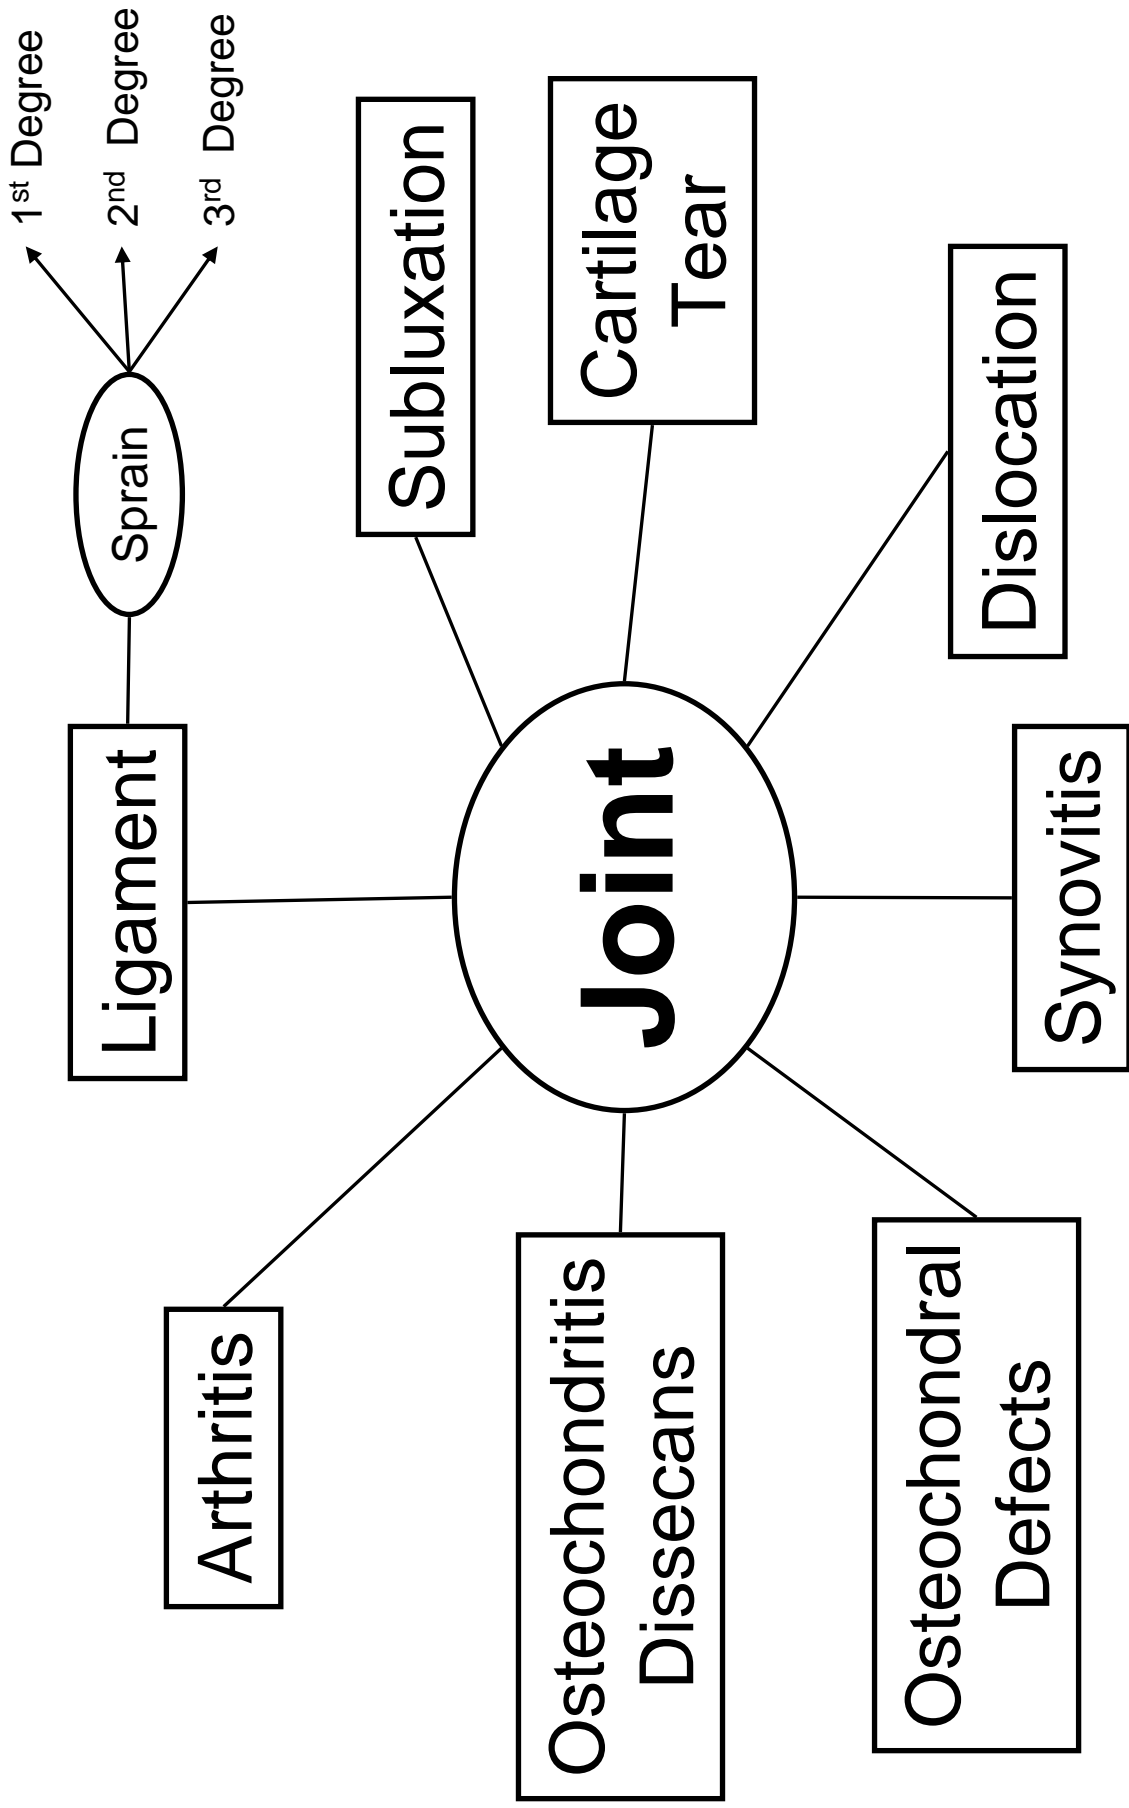 1st Degree
2nd Degree
3rd Degree
Sprain
Ligament
Subluxation
Arthritis
Cartilage
Tear
Joint
Osteochondritis
Dissecans
Dislocation
Osteochondral
Defects
Synovitis